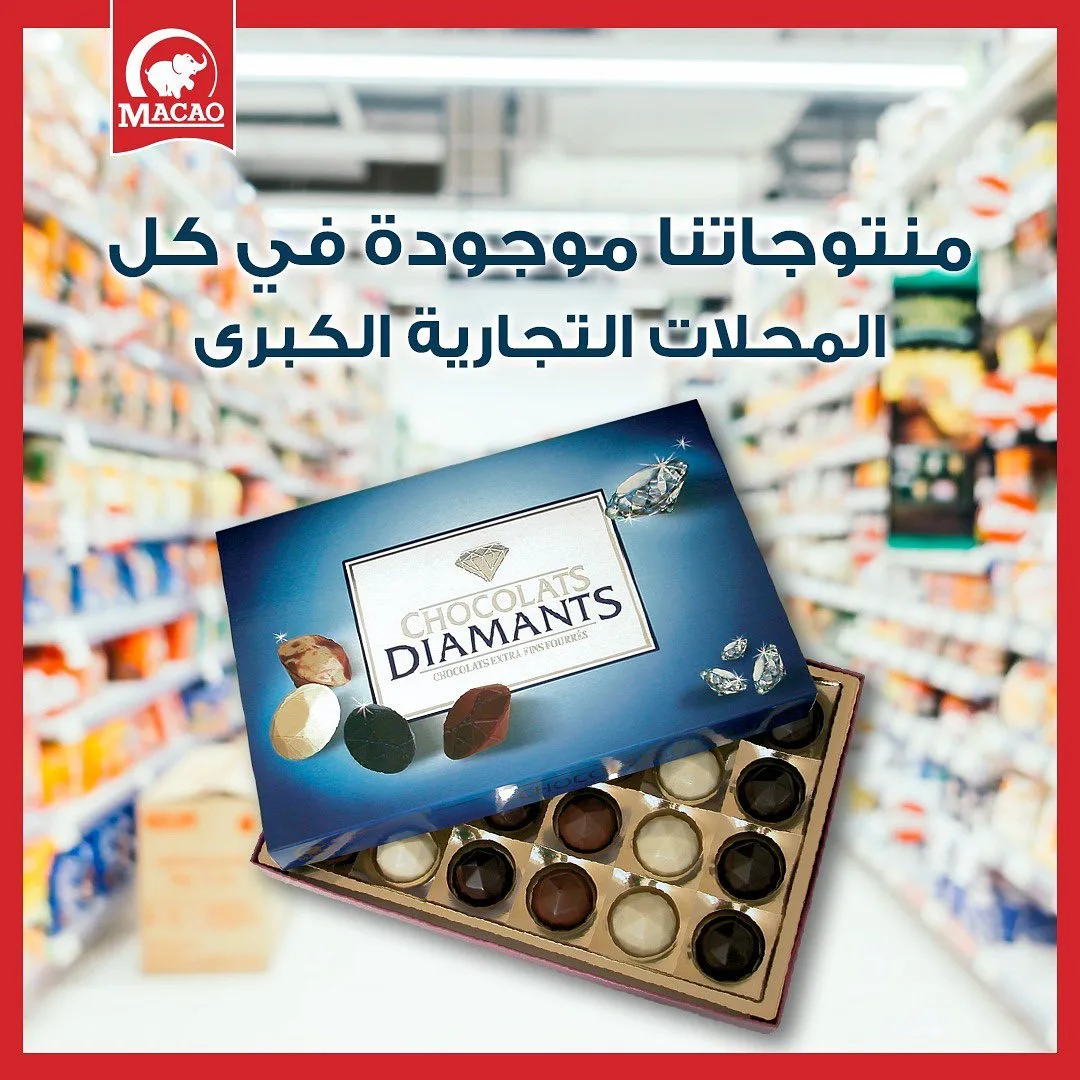 MACAO
منتوجاتنا موجودة في كل
المحلات التجارية الكبرى
CHOCOLATS
DIAMANTS
CHOCOLATS EXTRA FINS FOURRÉS